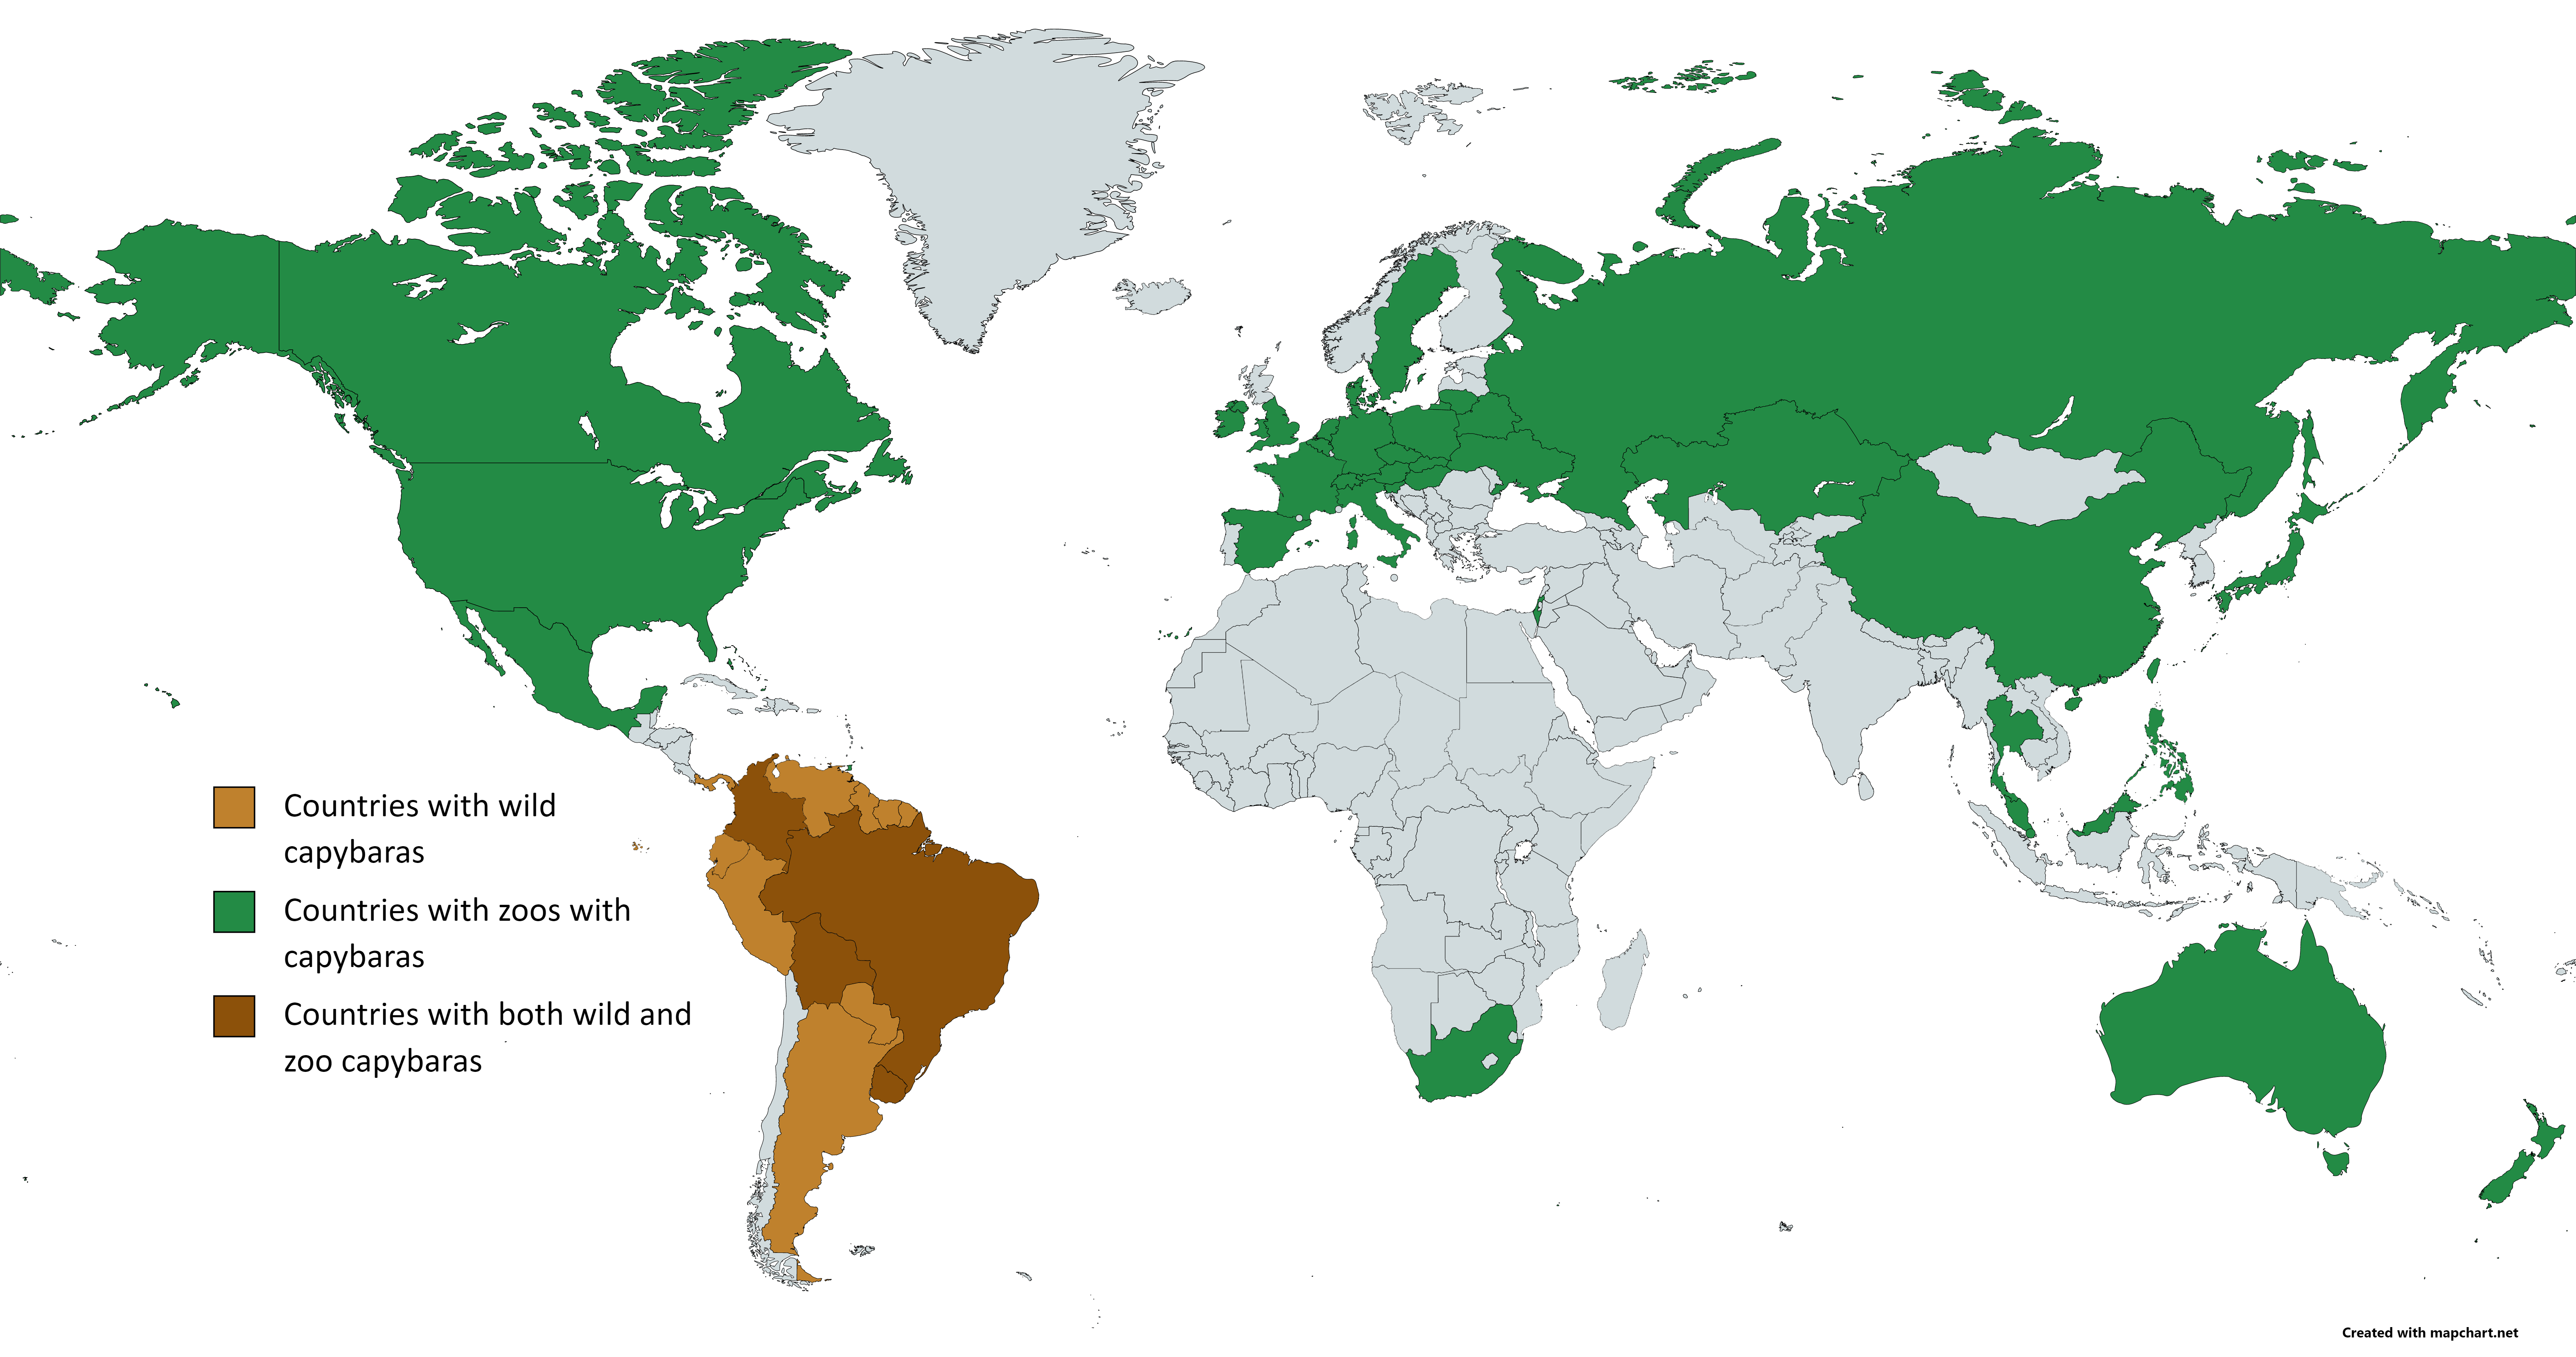 Countries with wild
capybaras
Countries with zoos with
capybaras
Countries with both wild and
zoo capybaras
Created with mapchart.net